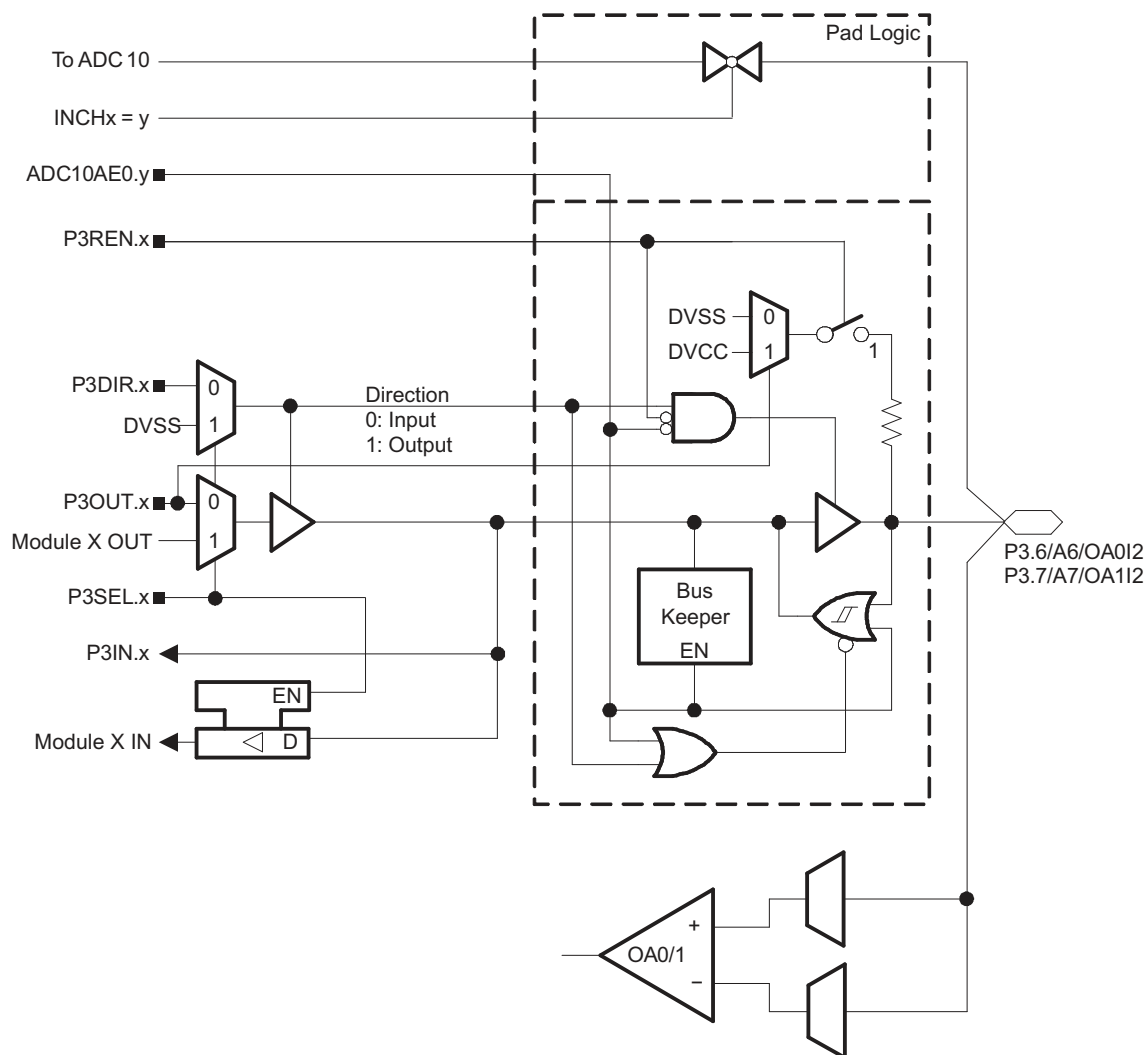 Pad Logic
To ADC 10
INCHx = y
ADC10AE0.y
P3REN.x
DVSS
0
DVCC
1
1
P3DIR.x
0
DVSS
1
Direction
0: Input
1: Output
P3OUT.x
0
Module X OUT
1
P3SEL.x
P3.6/A6/OA0I2
P3.7/A7/OA1I2
Bus
Keeper
EN
P3IN.x
EN
Module X IN
D
+
OA0/1
−